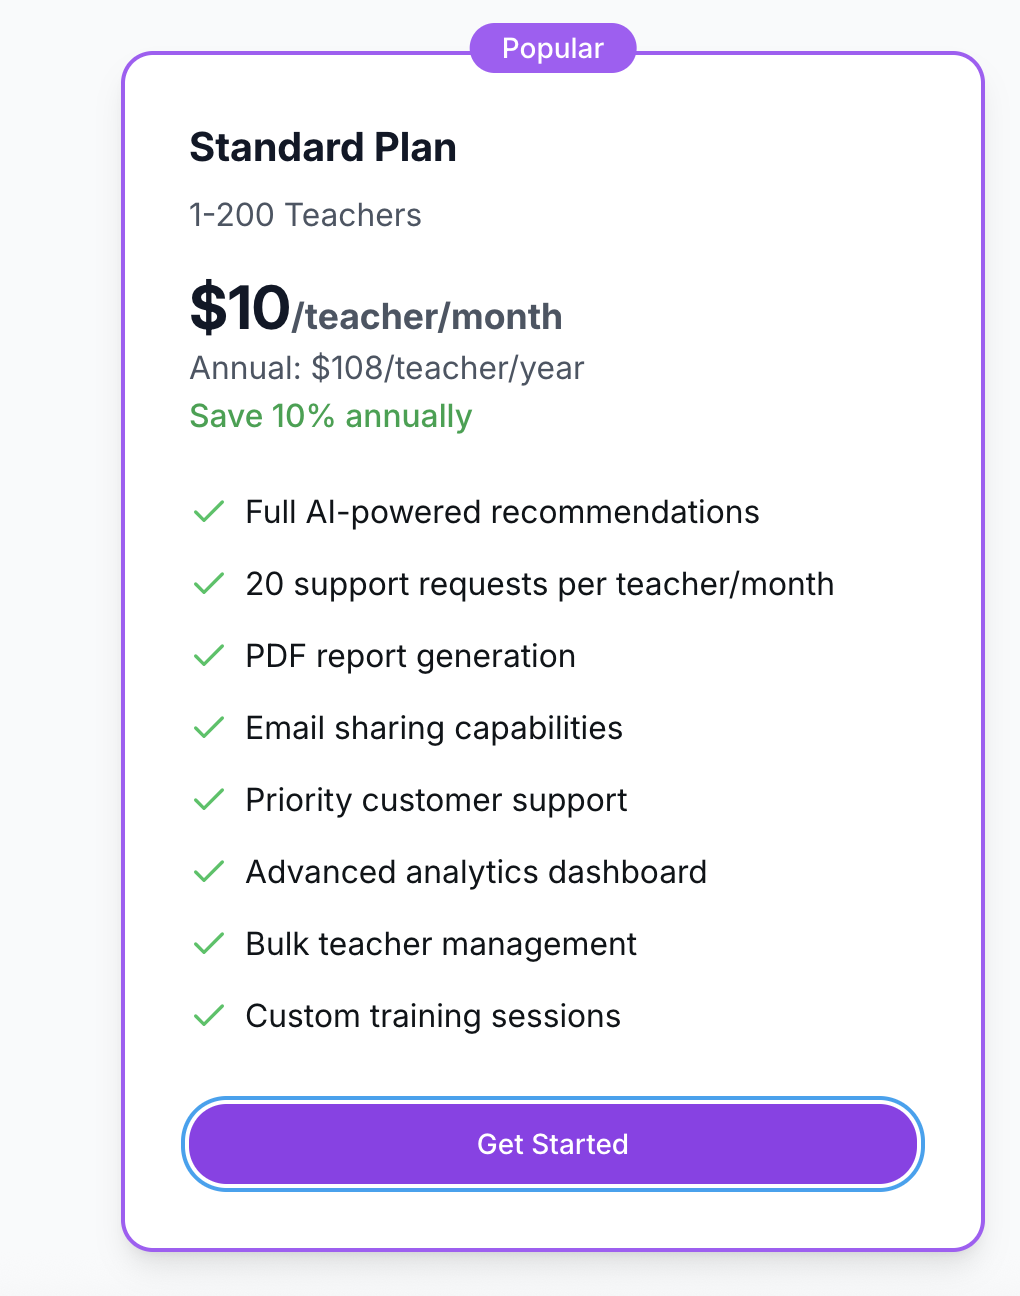 Popular
Standard Plan
1-200 Teachers
$10/teacher/month
Annual: $108/teacher/year
Save 10% annually
Full AI-powered recommendations
20 support requests per teacher/month
PDF report generation
Email sharing capabilities
Priority customer support
Advanced analytics dashboard
Bulk teacher management
Custom training sessions
Get Started